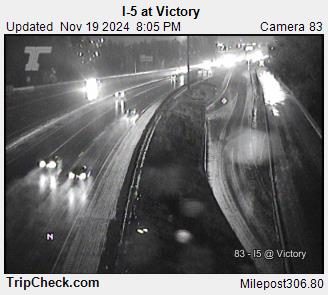 I-5 at Victory
Updated Nov 19 2024 8:05 PM Camera 83
N
83 - I5 @ Victory
TripCheck.com Milepost306.80